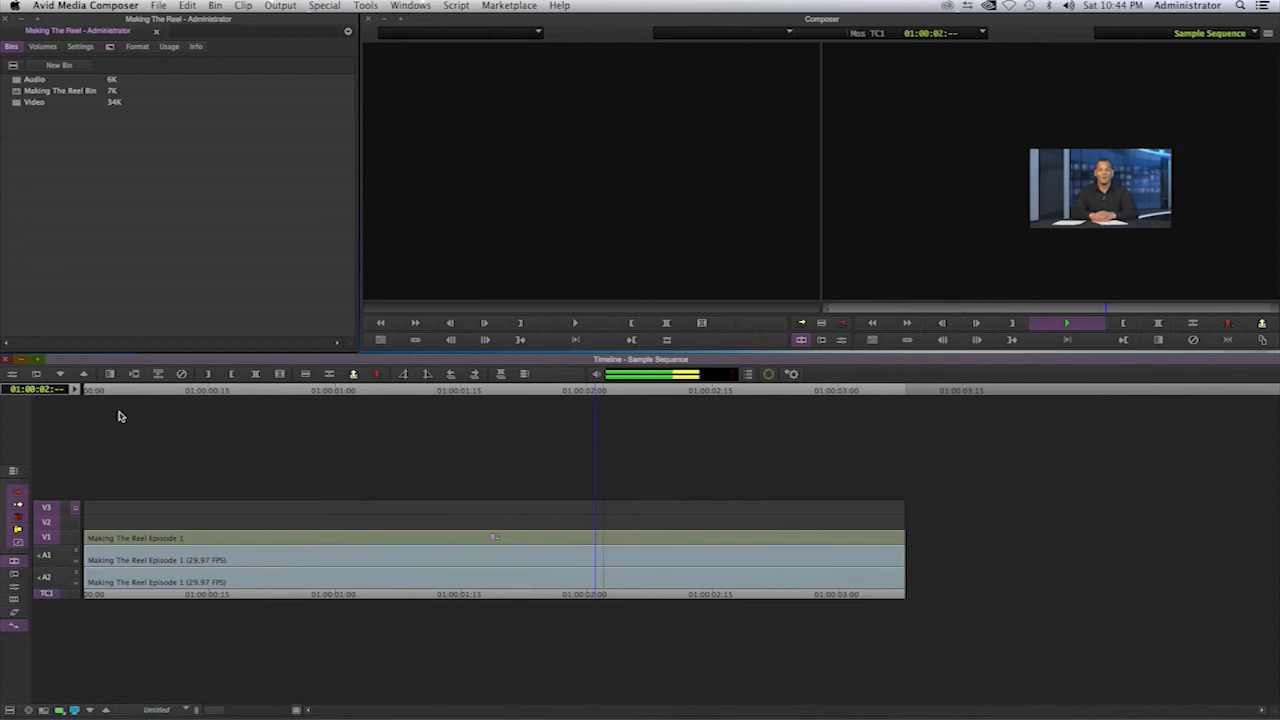 Avid Media Composer File Edit Bin Clip Output Special Tools Windows Script Marketplace Help Sat 10:44 PM Administrator
Making The Reel - Administrator
Composer
Making The Reel - Administrator
Mas TC1 01:00:02:-- Sample Sequence
Bins Volumes Settings Format Usage Info
New Bin
Audio 6K
Making The Reel Bin 7K
Video 34K
Timeline - Sample Sequence
01:00:02:-- 00:00 01:00:00:15 01:00:01:00 01:00:01:15 01:00:02:00 01:00:02:15 01:00:03:00 01:00:03:15
V3
V2
V1 Making The Reel Episode 1
A1 Making The Reel Episode 1 (29.97 FPS)
A2 Making The Reel Episode 1 (29.97 FPS)
TC1 00:00 01:00:00:15 01:00:01:00 01:00:01:15 01:00:02:00 01:00:02:15 01:00:03:00
Untitled